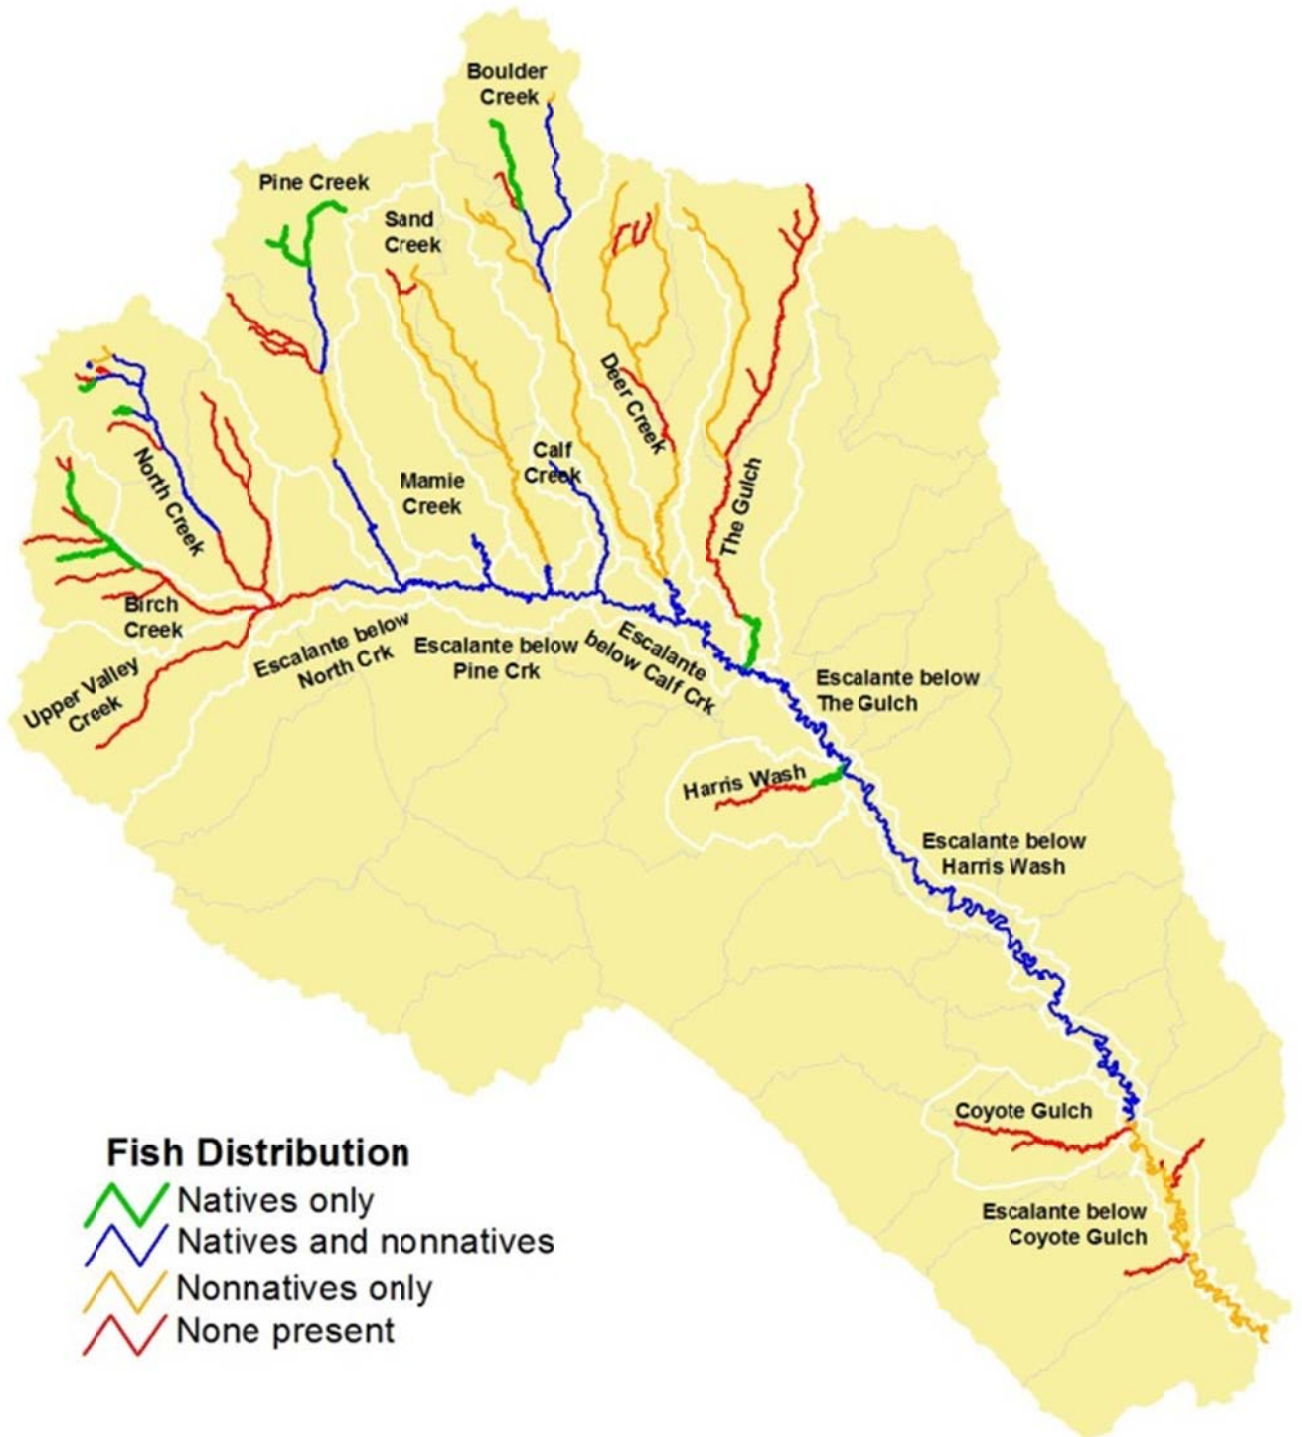 Boulder
Creek
Pine Creek
Sand
Creek
Deer Creek
Calf
Creek
Mamie
Creek
North Creek
The Gulch
Birch
Creek
Upper Valley
Creek
Escalante below
North Crk
Escalante below
Pine Crk
Escalante
below Calf Crk
Escalante below
The Gulch
Harris Wash
Escalante below
Harris Wash
Coyote Gulch
Escalante below
Coyote Gulch
Fish Distribution
Natives only
Natives and nonnatives
Nonnatives only
None present